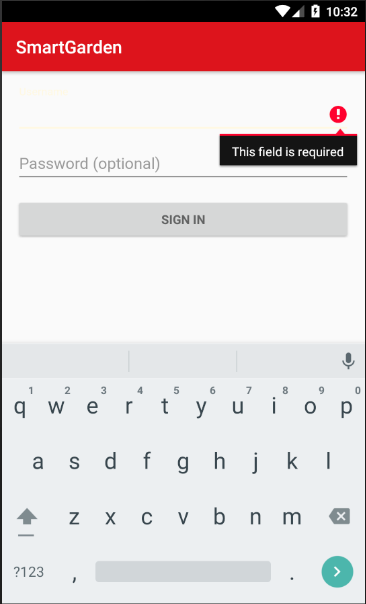 10:32
SmartGarden
This field is required
Password (optional)
SIGN IN
1 2 3 4 5 6 7 8 9 0
q w e r t y u i o p
a s d f g h j k l
z x c v b n m
?123 , .